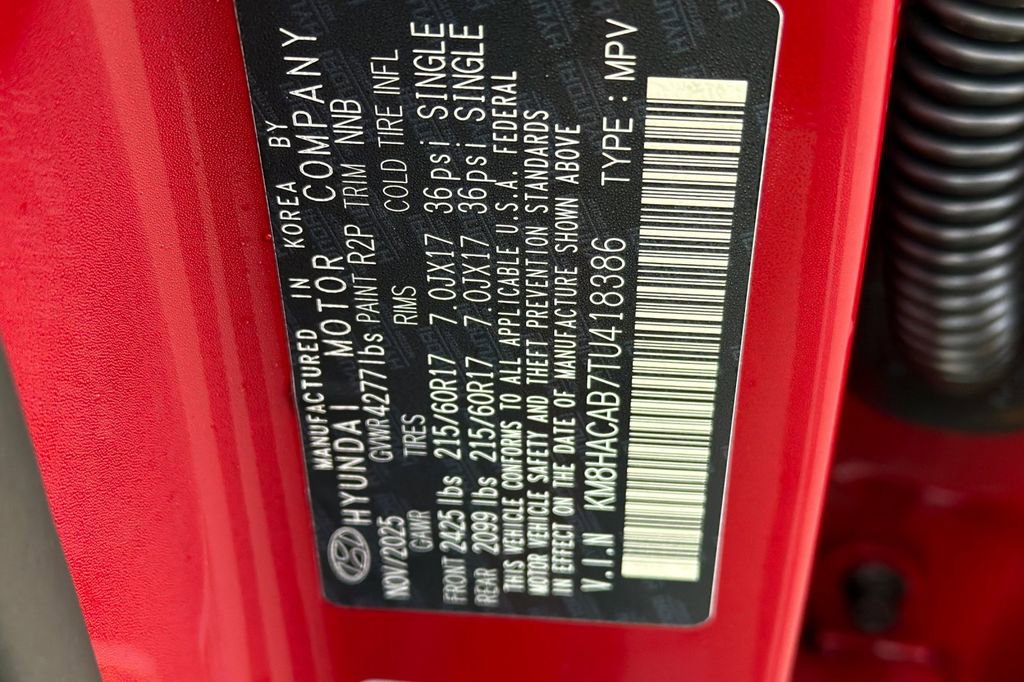 MANUFACTURED IN KOREA BY
HYUNDAI MOTOR COMPANY
NOV/2025 GVWR 4277lbs PAINT R2P TRIM NNB
GAWR TIRES RIMS COLD TIRE INFL
FRONT 2425 lbs 215/60R17 7.0JX17 36psi SINGLE
REAR 2099 lbs 215/60R17 7.0JX17 36psi SINGLE
THIS VEHICLE CONFORMS TO ALL APPLICABLE U.S.A. FEDERAL
MOTOR VEHICLE SAFETY AND THEFT PREVENTION STANDARDS
IN EFFECT ON THE DATE OF MANUFACTURE SHOWN ABOVE
V.I.N KM8HACAB7TU418386 TYPE : MPV